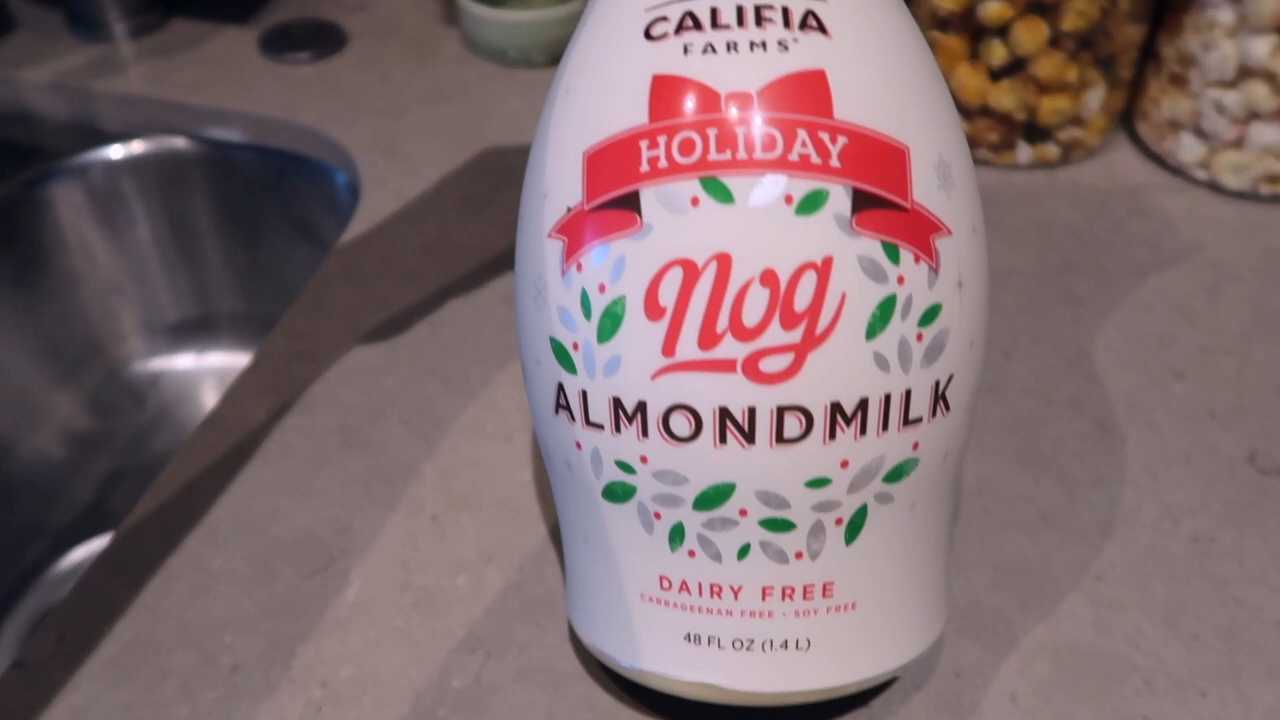 CALIFIA
FARMS
HOLIDAY
Nog
ALMONDMILK
DAIRY FREE
CARRAGEENAN FREE · SOY FREE
48 FL OZ (1.4 L)